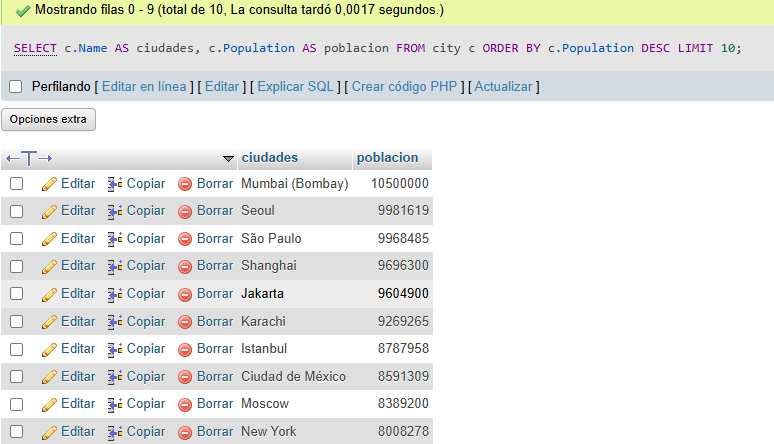 Mostrando filas 0 - 9 (total de 10, La consulta tardó 0,0017 segundos.)
SELECT c.Name AS ciudades, c.Population AS poblacion FROM city c ORDER BY c.Population DESC LIMIT 10;
Perfilando [ Editar en línea ] [ Editar ] [ Explicar SQL ] [ Crear código PHP ] [ Actualizar ]
Opciones extra
ciudades poblacion
Editar Copiar Borrar Mumbai (Bombay) 10500000
Editar Copiar Borrar Seoul 9981619
Editar Copiar Borrar São Paulo 9968485
Editar Copiar Borrar Shanghai 9696300
Editar Copiar Borrar Jakarta 9604900
Editar Copiar Borrar Karachi 9269265
Editar Copiar Borrar Istanbul 8787958
Editar Copiar Borrar Ciudad de México 8591309
Editar Copiar Borrar Moscow 8389200
Editar Copiar Borrar New York 8008278